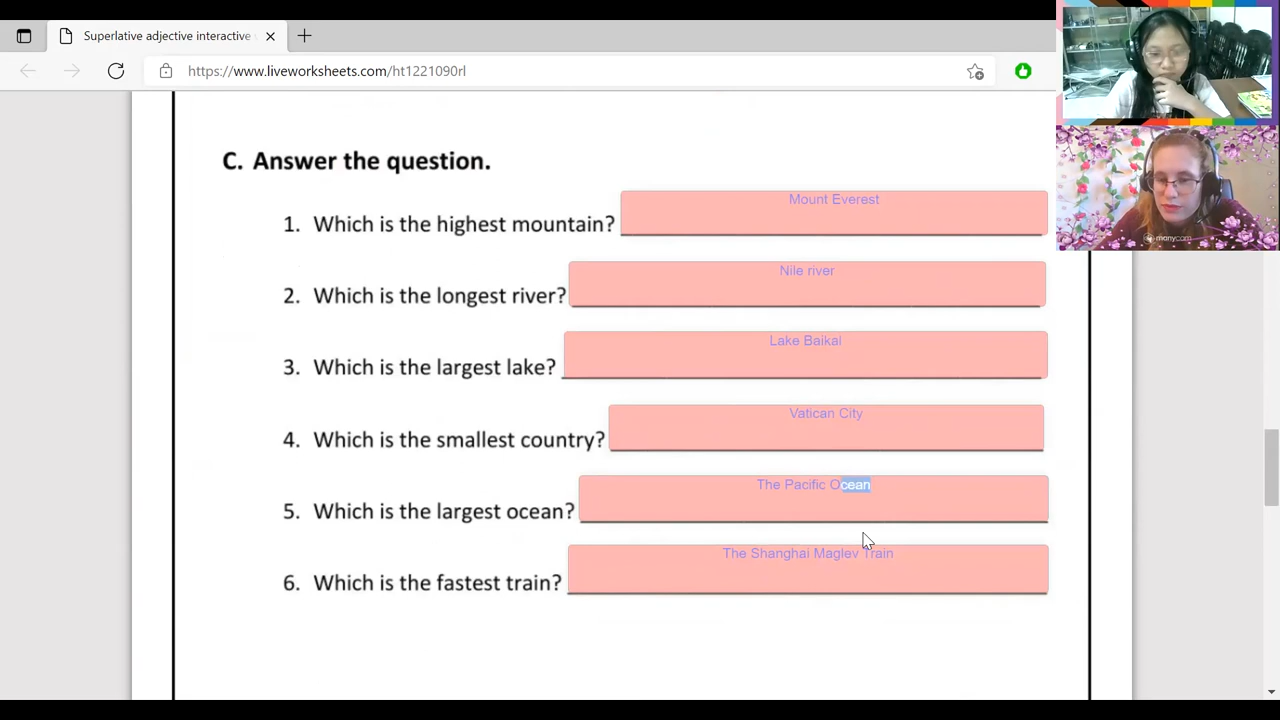 Superlative adjective interactive
https://www.liveworksheets.com/ht1221090rl
C. Answer the question.
1. Which is the highest mountain? Mount Everest
2. Which is the longest river? Nile river
3. Which is the largest lake? Lake Baikal
4. Which is the smallest country? Vatican City
5. Which is the largest ocean? The Pacific Ocean
6. Which is the fastest train? The Shanghai Maglev Train
manycam